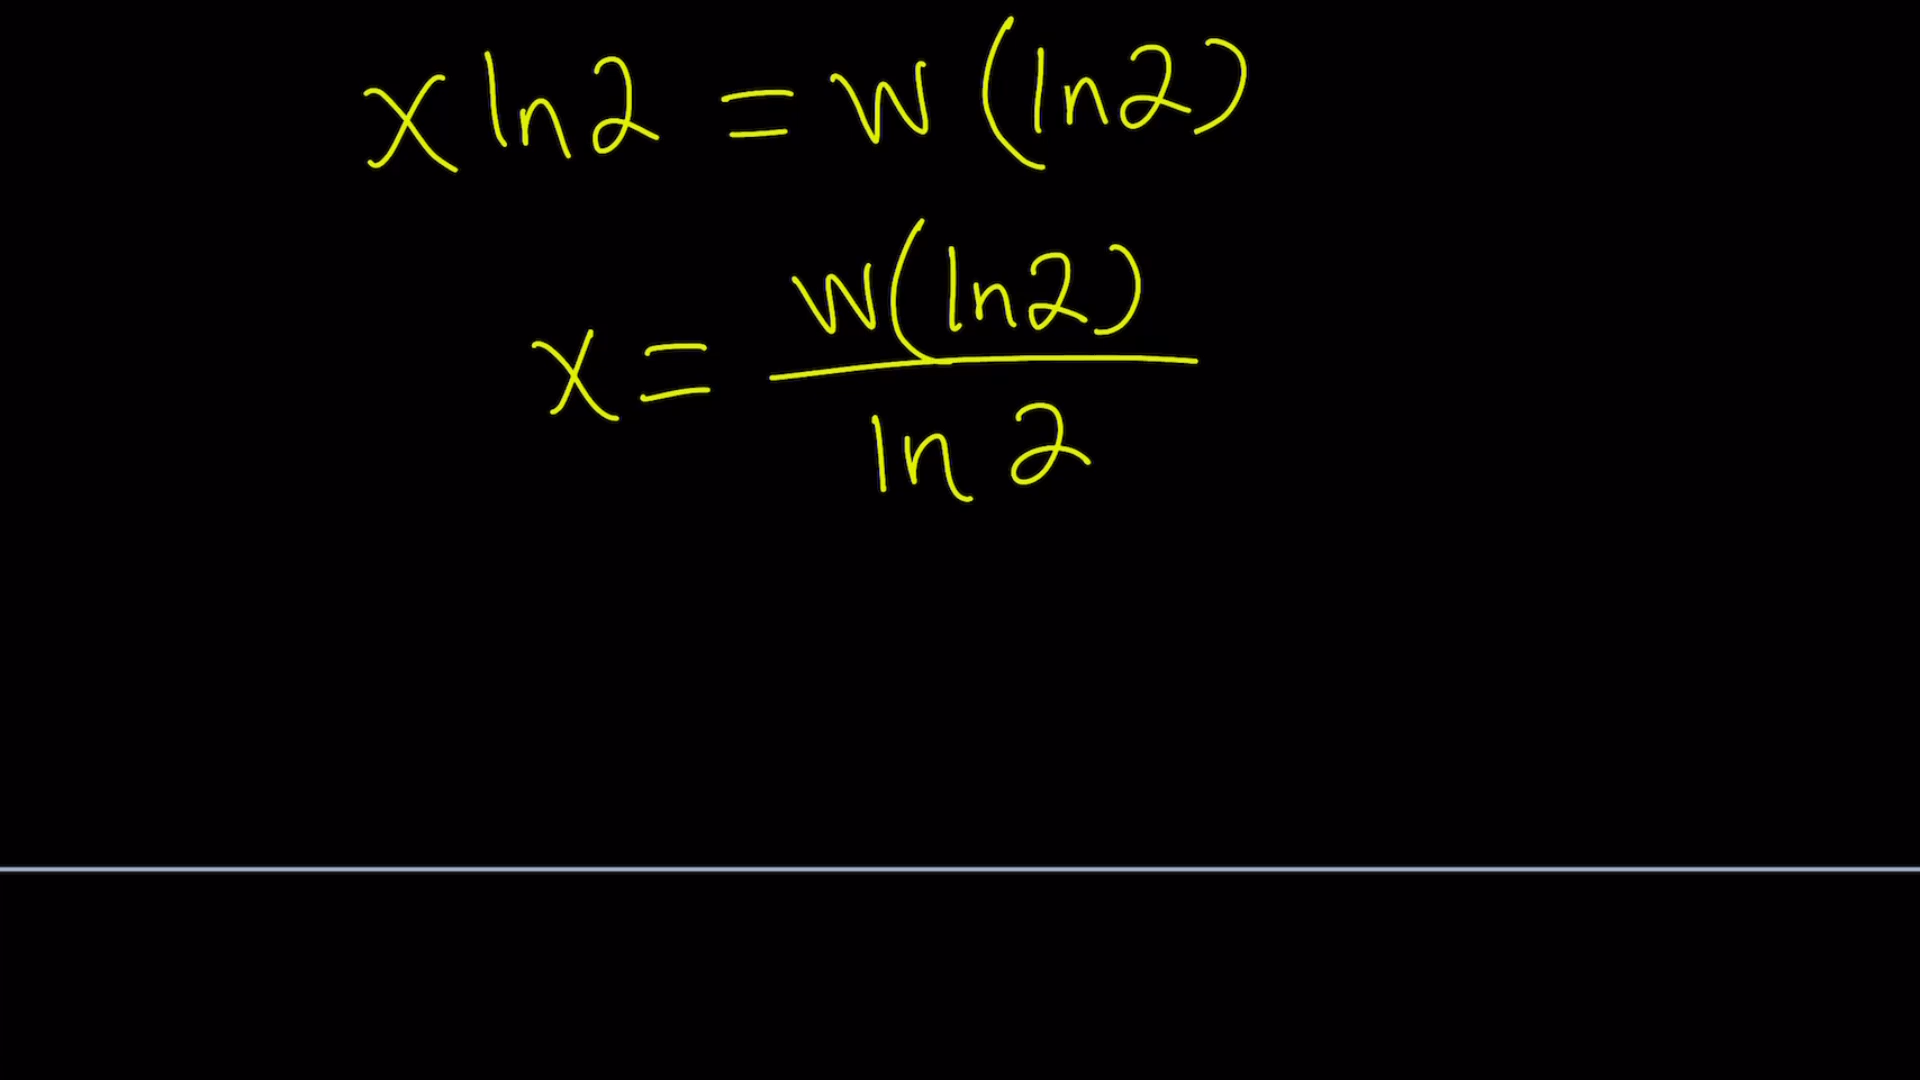 x ln2 = W(ln2)
x = W(ln2) / ln 2